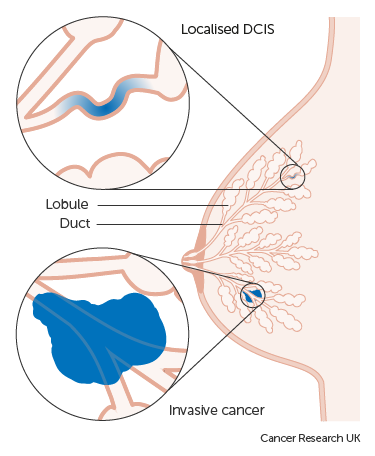 Localised DCIS
Lobule
Duct
Invasive cancer
Cancer Research UK